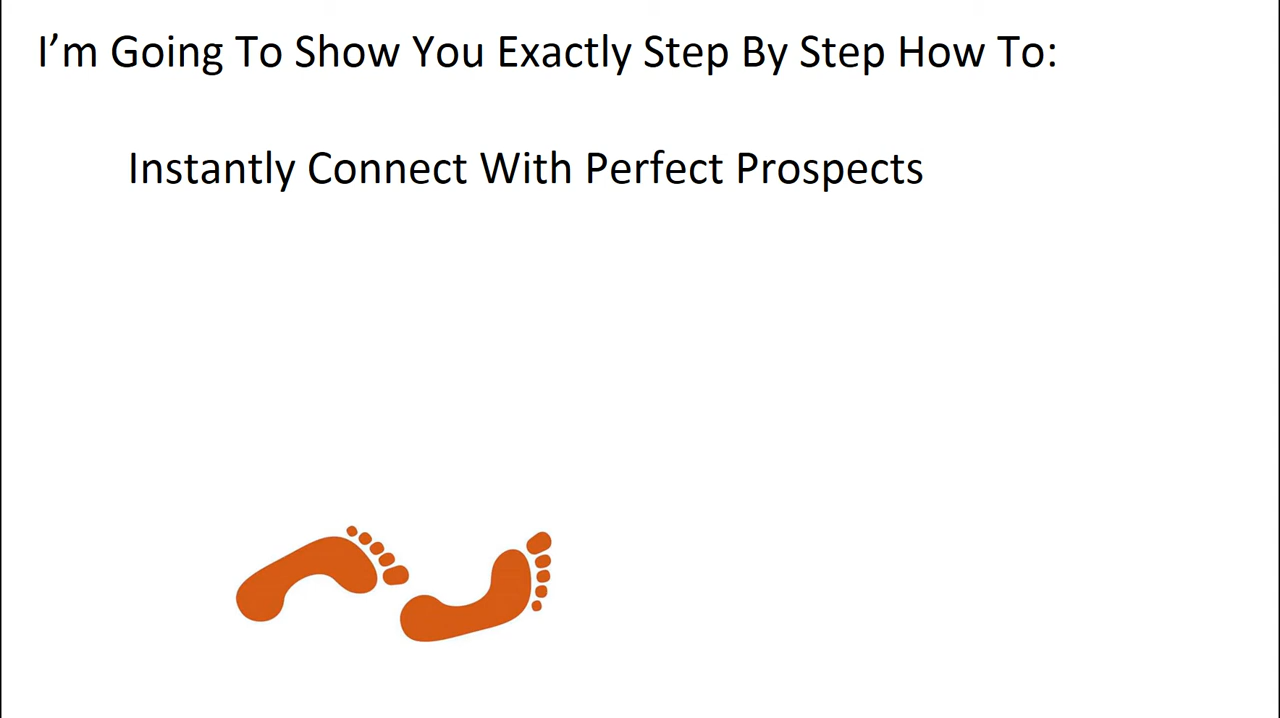 I’m Going To Show You Exactly Step By Step How To:
Instantly Connect With Perfect Prospects